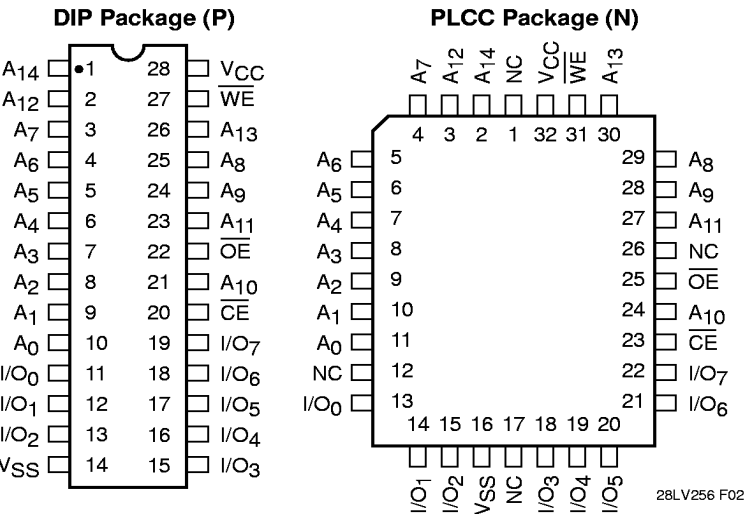 DIP Package (P)
A14 1 28 VCC
A12 2 27 WE
A7 3 26 A13
A6 4 25 A8
A5 5 24 A9
A4 6 23 A11
A3 7 22 OE
A2 8 21 A10
A1 9 20 CE
A0 10 19 I/O7
I/O0 11 18 I/O6
I/O1 12 17 I/O5
I/O2 13 16 I/O4
VSS 14 15 I/O3
PLCC Package (N)
A7 A12 A14 NC VCC WE A13
4 3 2 1 32 31 30
A6 5 29 A8
A5 6 28 A9
A4 7 27 A11
A3 8 26 NC
A2 9 25 OE
A1 10 24 A10
A0 11 23 CE
NC 12 22 I/O7
I/O0 13 21 I/O6
14 15 16 17 18 19 20
I/O1 I/O2 VSS NC I/O3 I/O4 I/O5
28LV256 F02